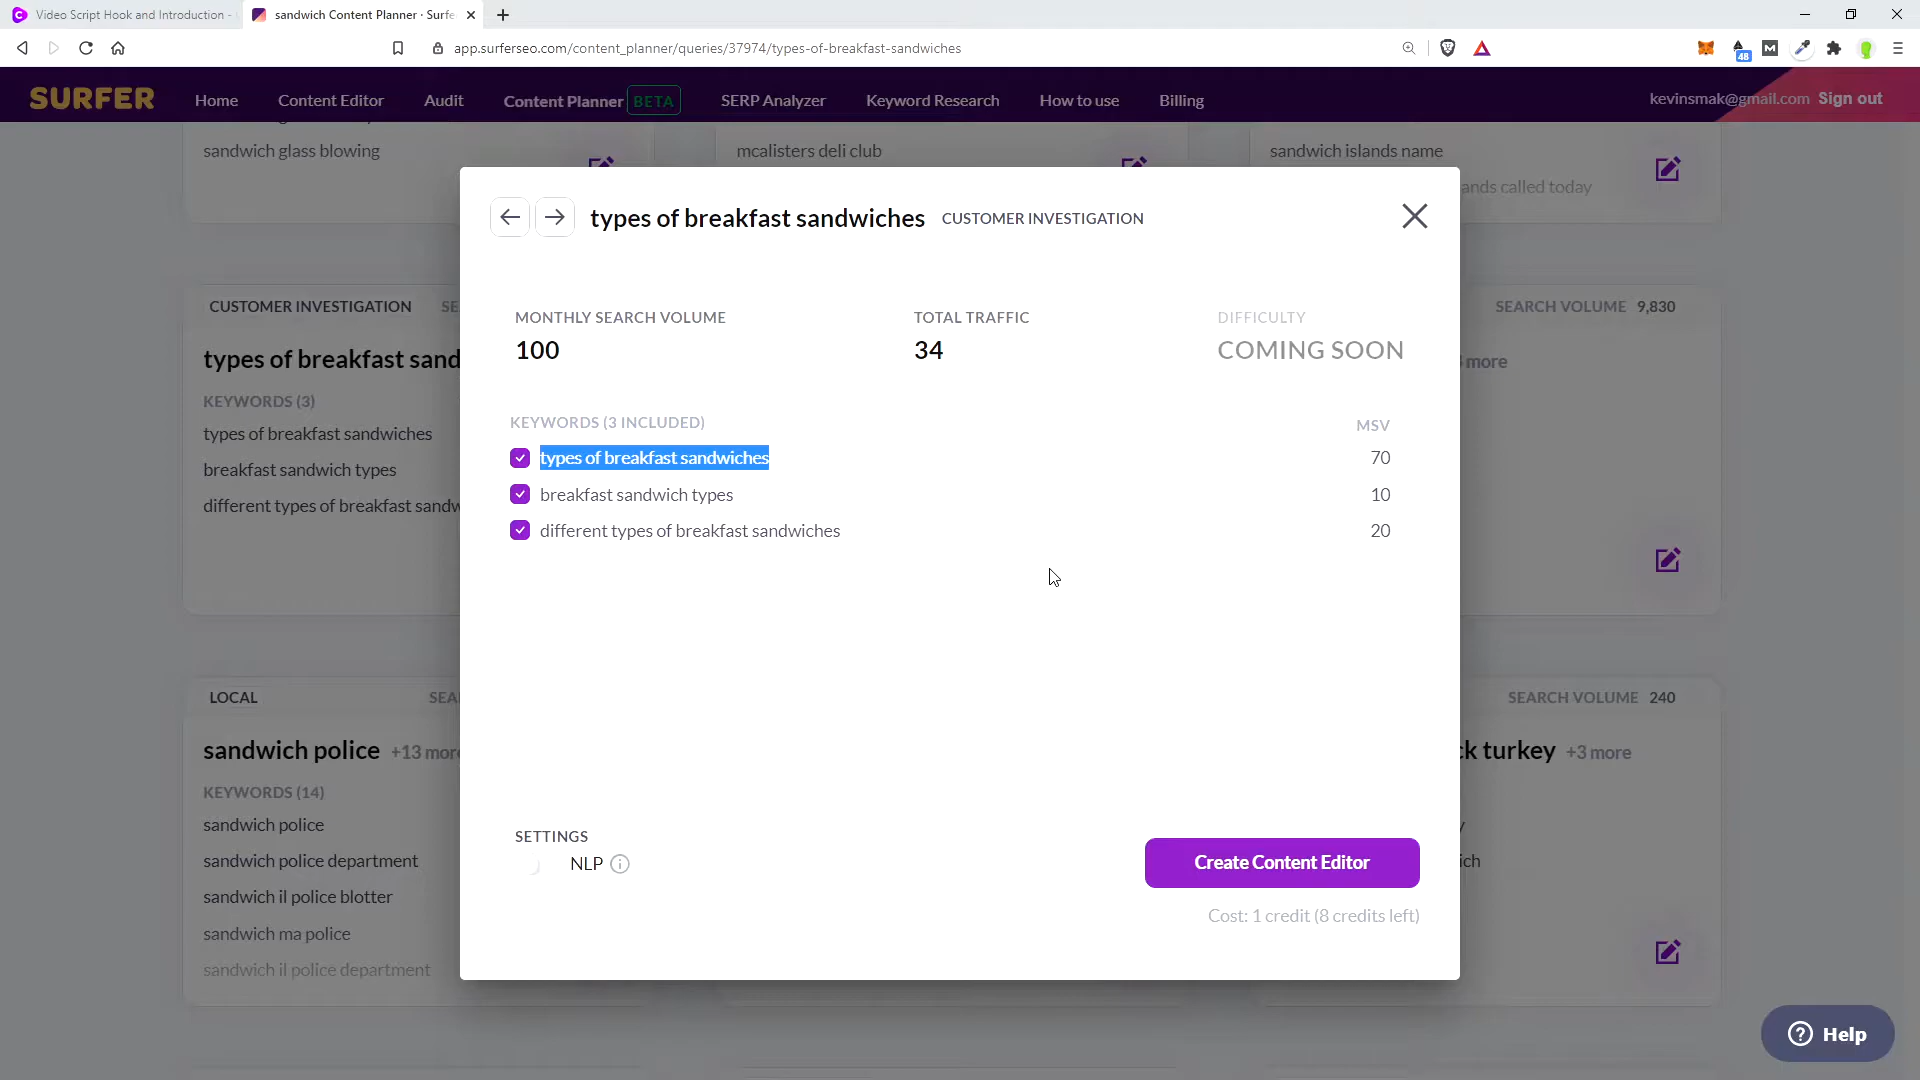 Video Script Hook and Introduction -
sandwich Content Planner · Surfe
app.surferseo.com/content_planner/queries/37974/types-of-breakfast-sandwiches
48
M
SURFER
Home
Content Editor
Audit
Content Planner BETA
SERP Analyzer
Keyword Research
How to use
Billing
kevinsmak@gmail.com
Sign out
sandwich glass blowing
mcalisters deli club
sandwich islands name
ands called today
types of breakfast sandwiches
CUSTOMER INVESTIGATION
MONTHLY SEARCH VOLUME
100
TOTAL TRAFFIC
34
DIFFICULTY
COMING SOON
KEYWORDS (3 INCLUDED)
MSV
types of breakfast sandwiches
70
breakfast sandwich types
10
different types of breakfast sandwiches
20
SETTINGS
NLP
Create Content Editor
Cost: 1 credit (8 credits left)
CUSTOMER INVESTIGATION
SE
types of breakfast sand
KEYWORDS (3)
types of breakfast sandwiches
breakfast sandwich types
different types of breakfast sandw
SEARCH VOLUME 9,830
more
LOCAL
SEA
sandwich police +13 more
KEYWORDS (14)
sandwich police
sandwich police department
sandwich il police blotter
sandwich ma police
sandwich il police department
SEARCH VOLUME 240
ck turkey +3 more
y
ich
Help